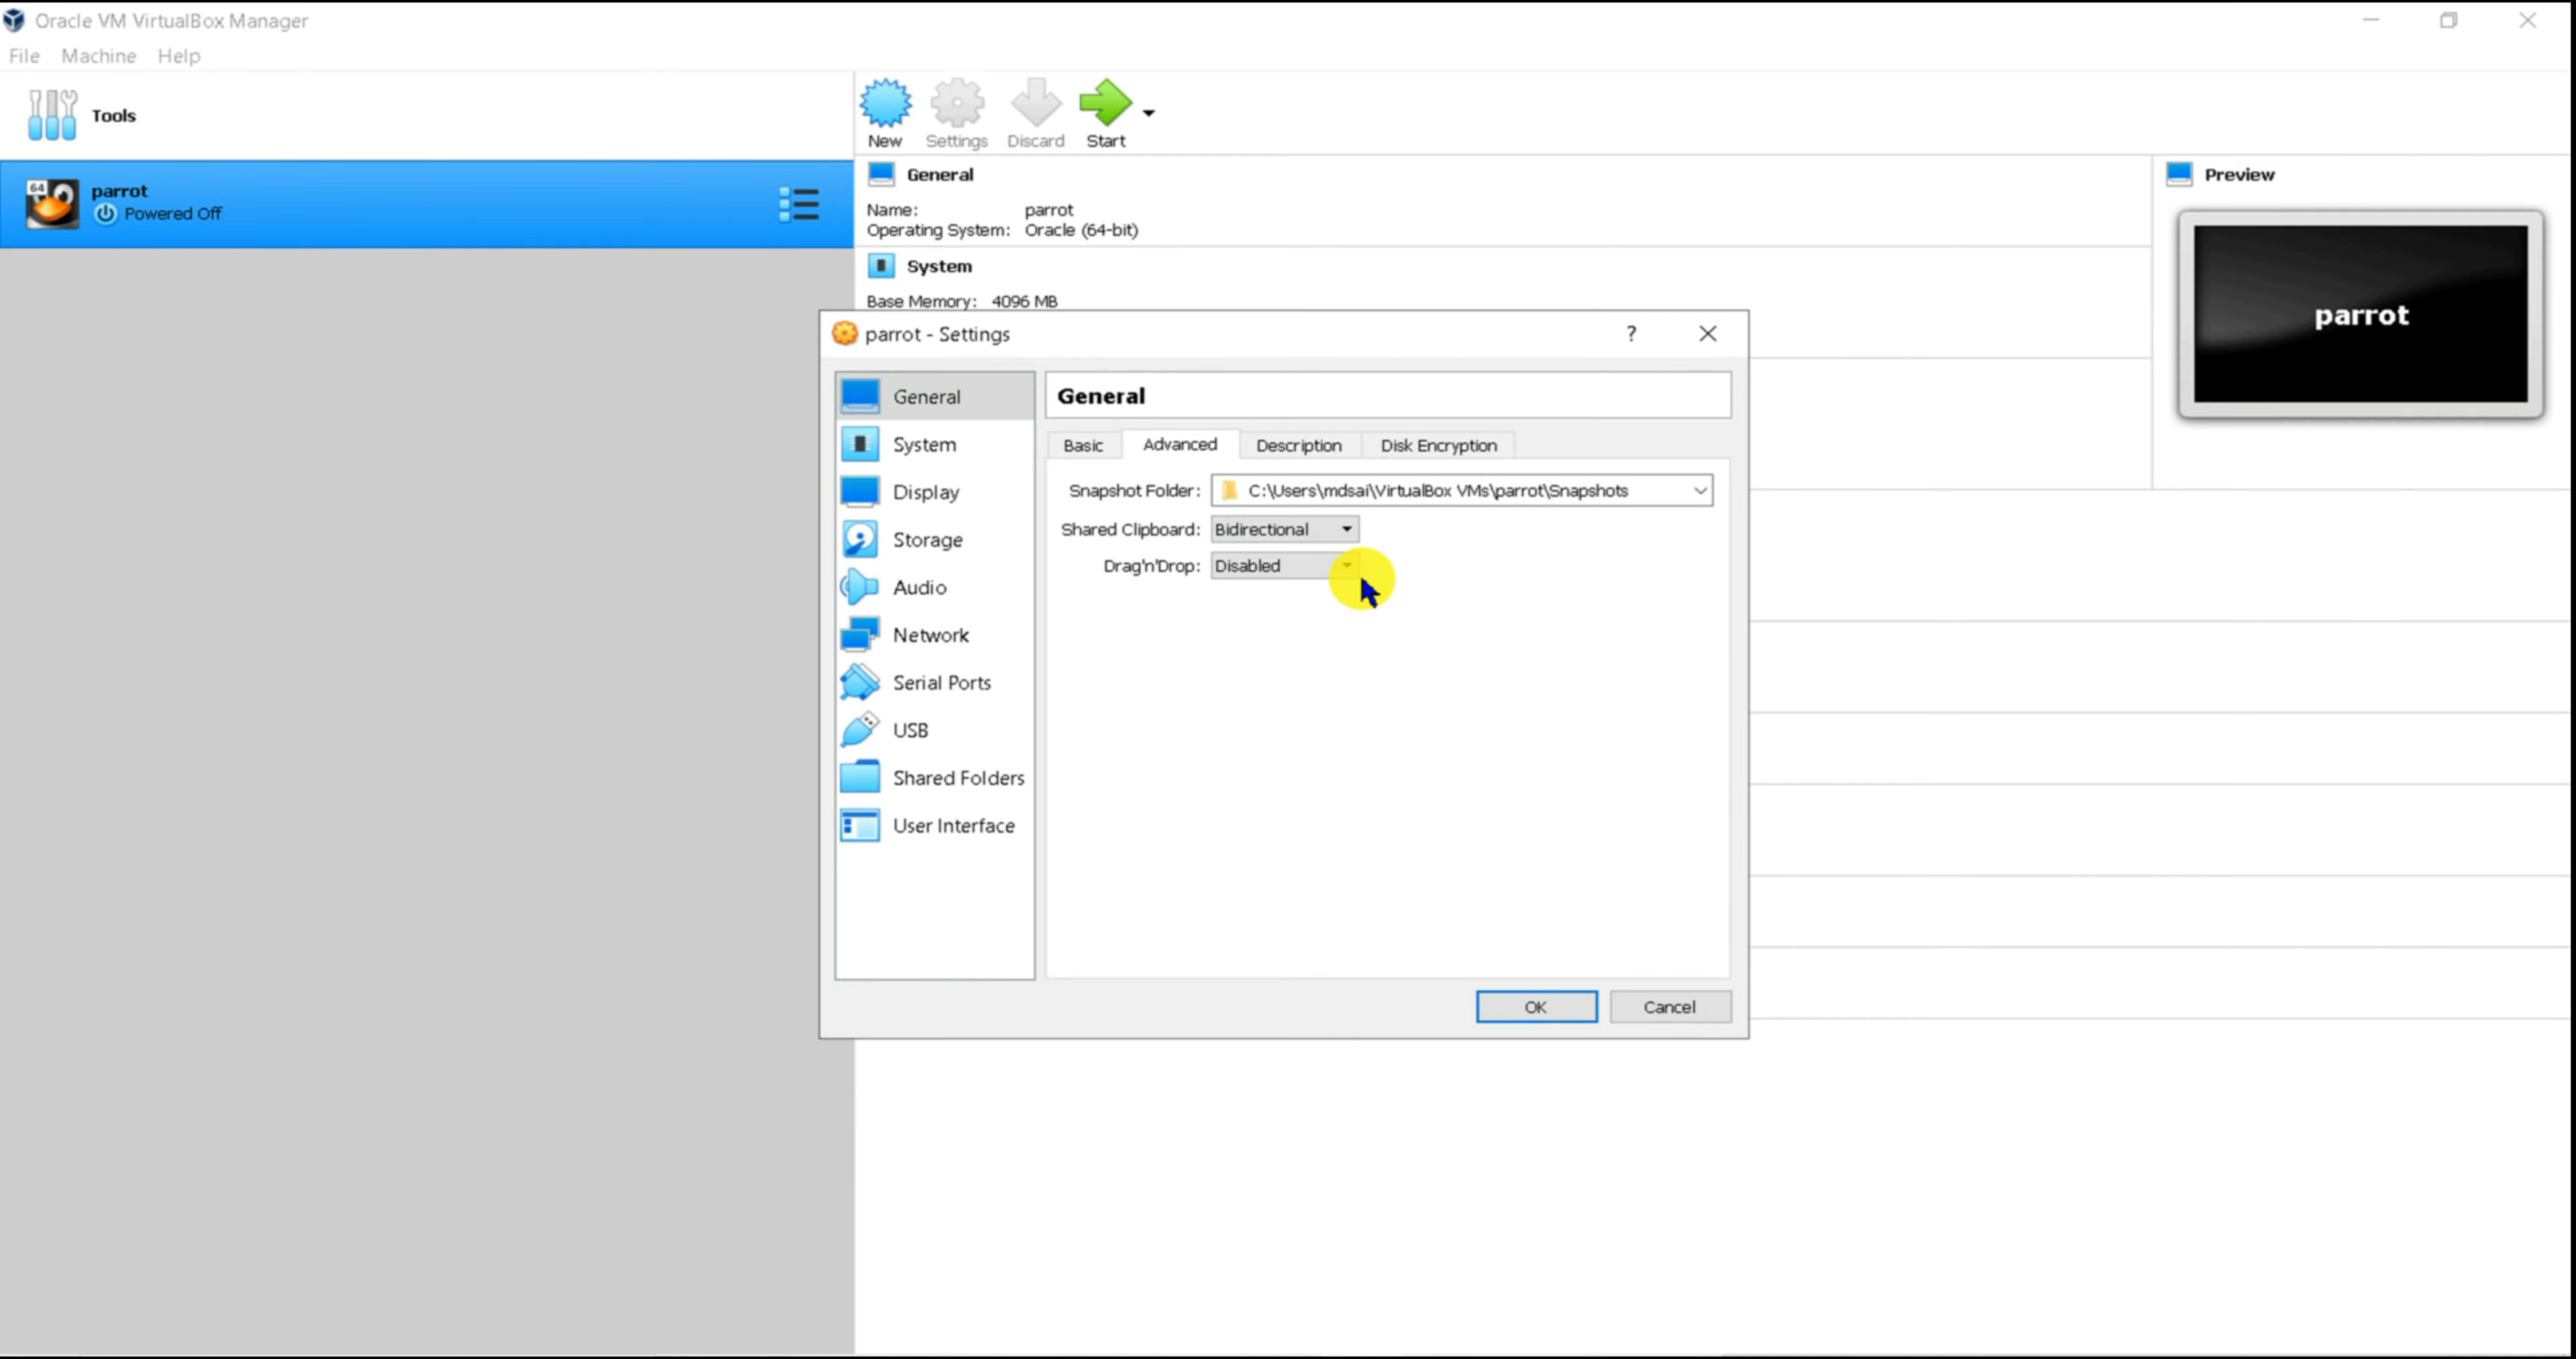 Oracle VM VirtualBox Manager
File Machine Help
Tools
New Settings Discard Start
64
parrot
Powered Off
General
Name: parrot
Operating System: Oracle (64-bit)
System
Base Memory: 4096 MB
Preview
parrot
parrot - Settings
?
General
System
Display
Storage
Audio
Network
Serial Ports
USB
Shared Folders
User Interface
General
Basic Advanced Description Disk Encryption
Snapshot Folder: C:\Users\mdsai\VirtualBox VMs\parrot\Snapshots
Shared Clipboard: Bidirectional
Drag'n'Drop: Disabled
OK Cancel